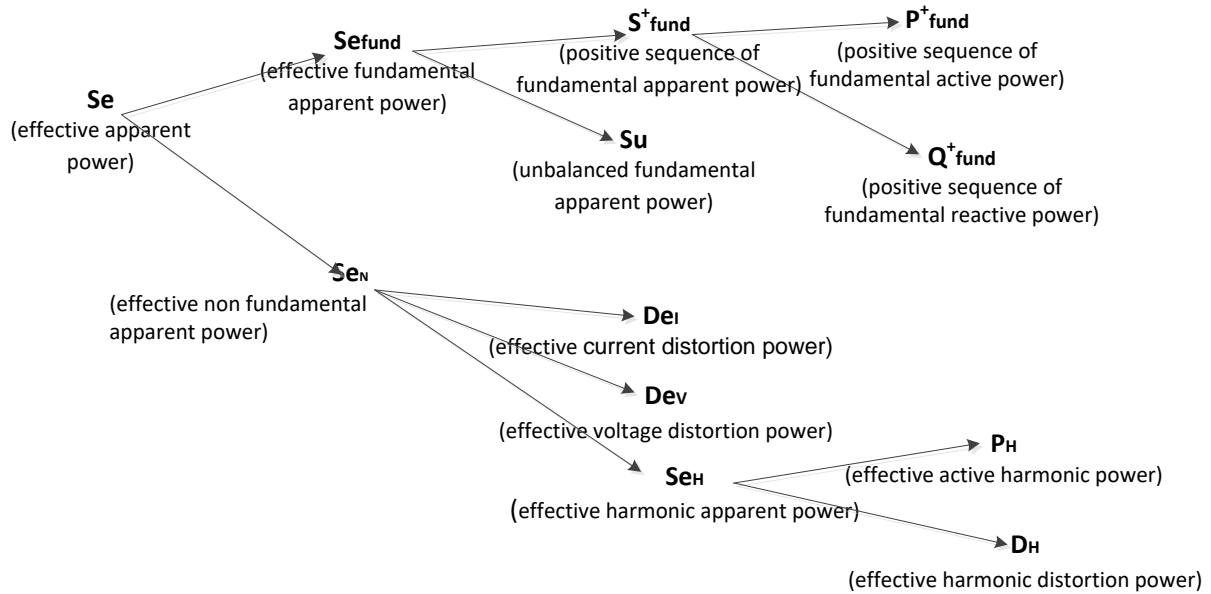 Se
(effective apparent
power)
Sefund
(effective fundamental
apparent power)
S⁺fund
(positive sequence of
fundamental apparent power)
P⁺fund
(positive sequence of
fundamental active power)
Q⁺fund
(positive sequence of
fundamental reactive power)
Su
(unbalanced fundamental
apparent power)
SeN
(effective non fundamental
apparent power)
DeI
(effective current distortion power)
DeV
(effective voltage distortion power)
SeH
(effective harmonic apparent power)
PH
(effective active harmonic power)
DH
(effective harmonic distortion power)